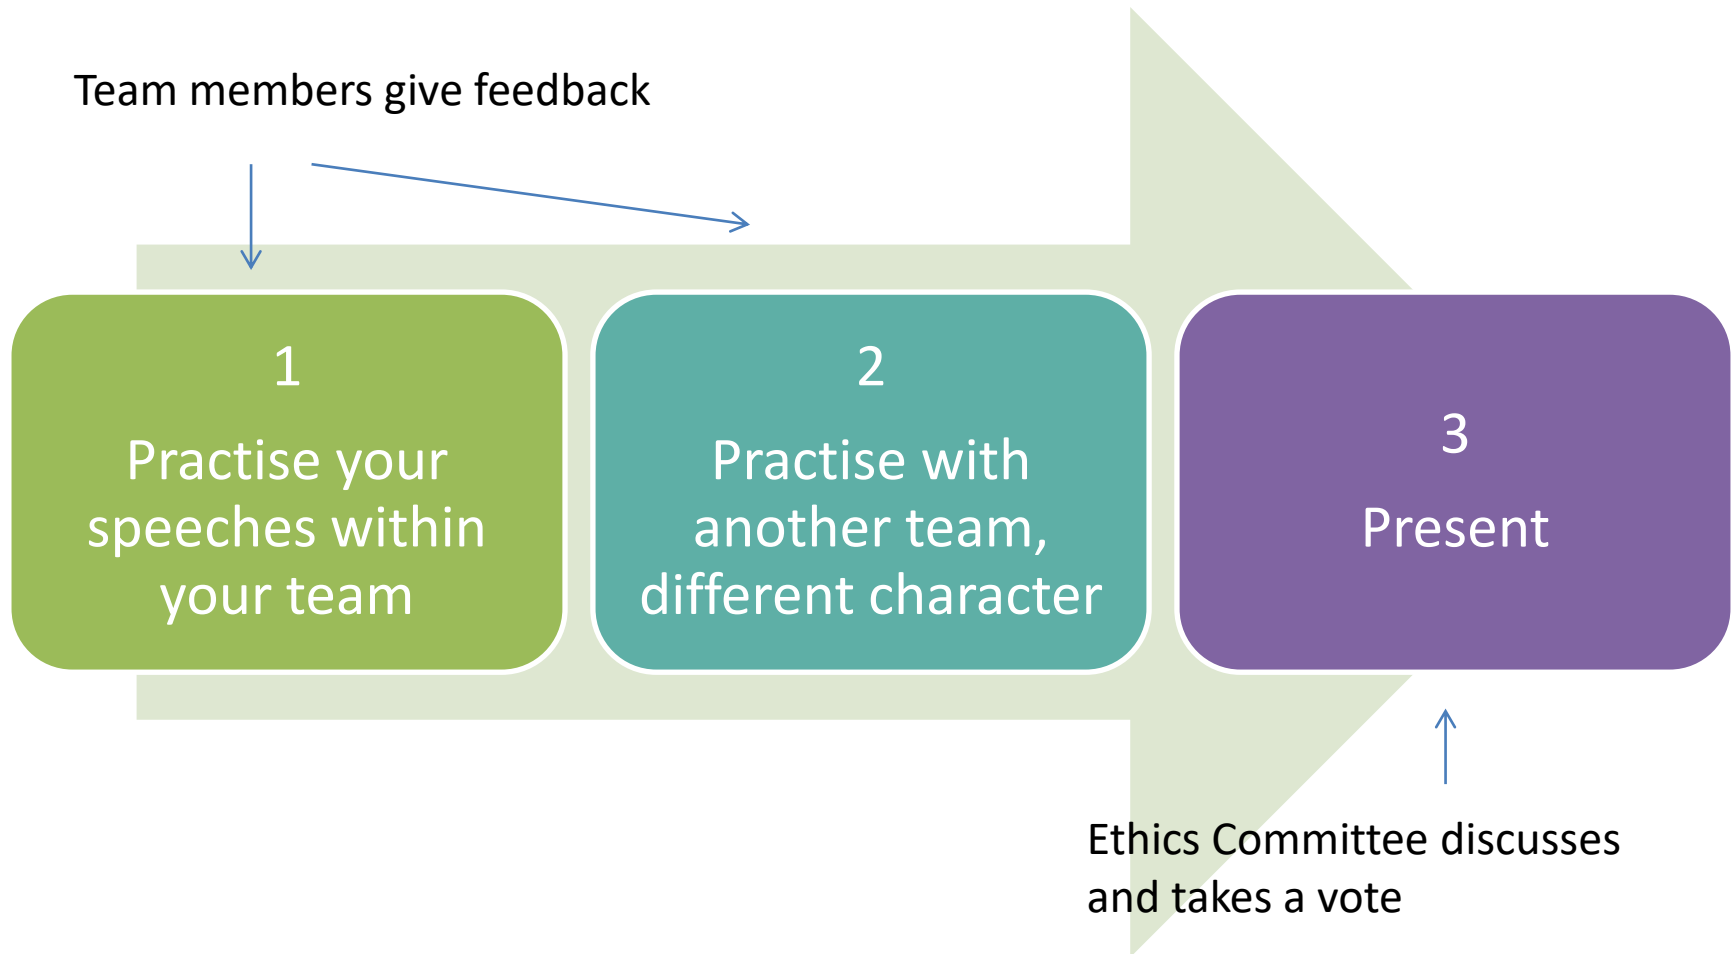 Team members give feedback
1
Practise your
speeches within
your team
2
Practise with
another team,
different character
3
Present
Ethics Committee discusses
and takes a vote